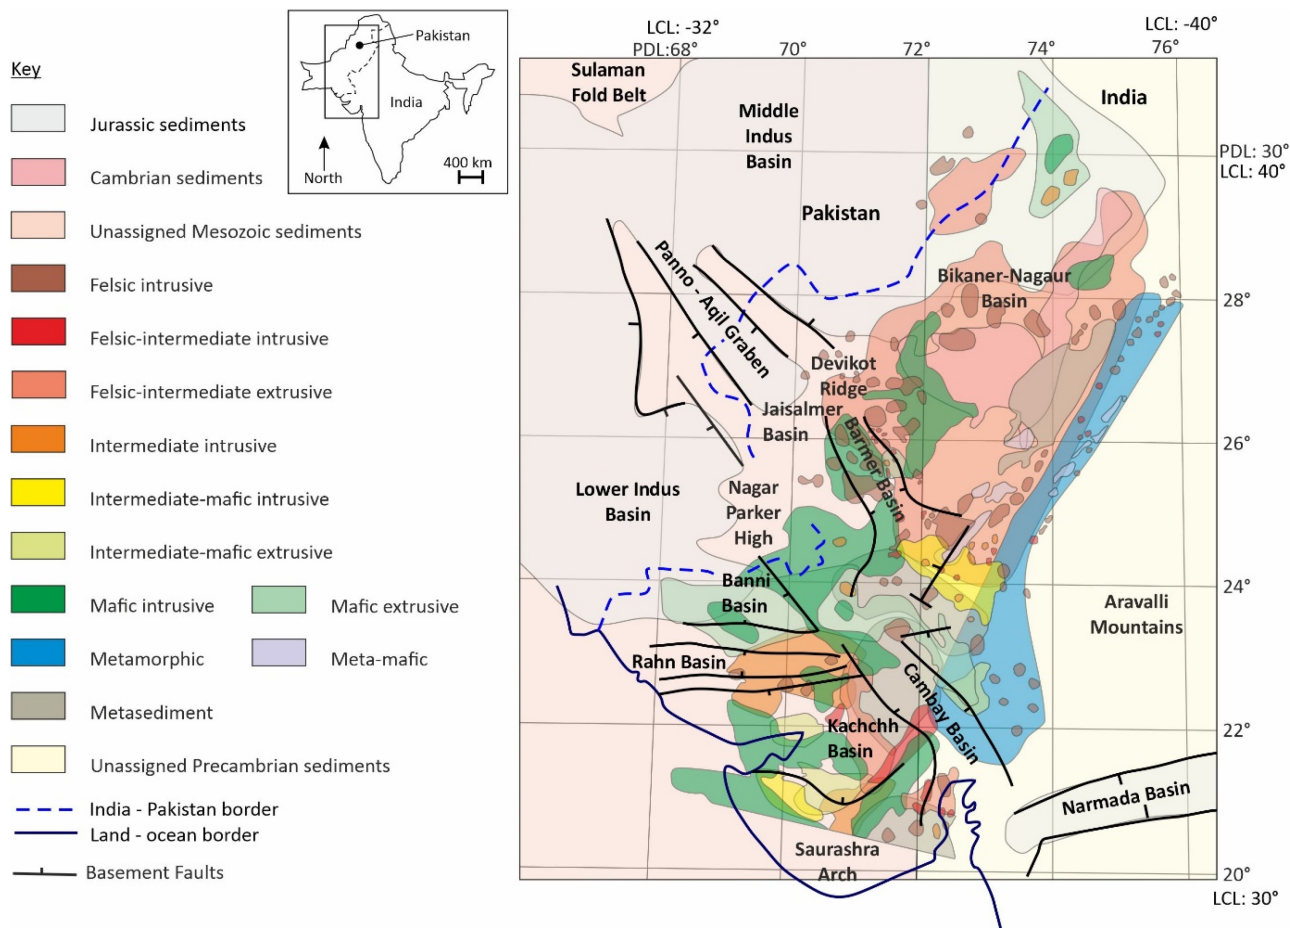 LCL: -32°
LCL: -40°
PDL:68°
70°
72°
74°
76°
Key
Jurassic sediments
Cambrian sediments
Unassigned Mesozoic sediments
Felsic intrusive
Felsic-intermediate intrusive
Felsic-intermediate extrusive
Intermediate intrusive
Intermediate-mafic intrusive
Intermediate-mafic extrusive
Mafic intrusive
Mafic extrusive
Metamorphic
Meta-mafic
Metasediment
Unassigned Precambrian sediments
India - Pakistan border
Land - ocean border
Basement Faults
Pakistan
India
North
400 km
Sulaman
Fold Belt
Middle
Indus
Basin
India
Pakistan
PDL: 30°
LCL: 40°
Panno - Aqil Graben
Bikaner-Nagaur
Basin
28°
Devikot
Ridge
Jaisalmer
Basin
Barmer Basin
26°
Lower Indus
Basin
Nagar
Parker
High
Banni
Basin
24°
Aravalli
Mountains
Rahn Basin
Cambay Basin
Kachchh
Basin
22°
Narmada Basin
Saurashra
Arch
20°
LCL: 30°